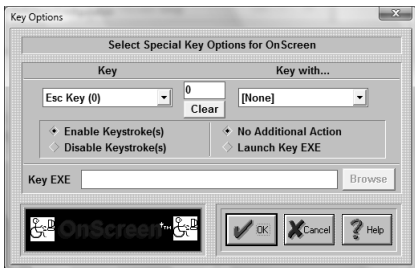 Key Options
Select Special Key Options for OnScreen
Key
Key with...
Esc Key (0)
0
[None]
Clear
Enable Keystroke(s)
No Additional Action
Disable Keystroke(s)
Launch Key EXE
Key EXE
Browse
OnScreen™
OK
Cancel
? Help